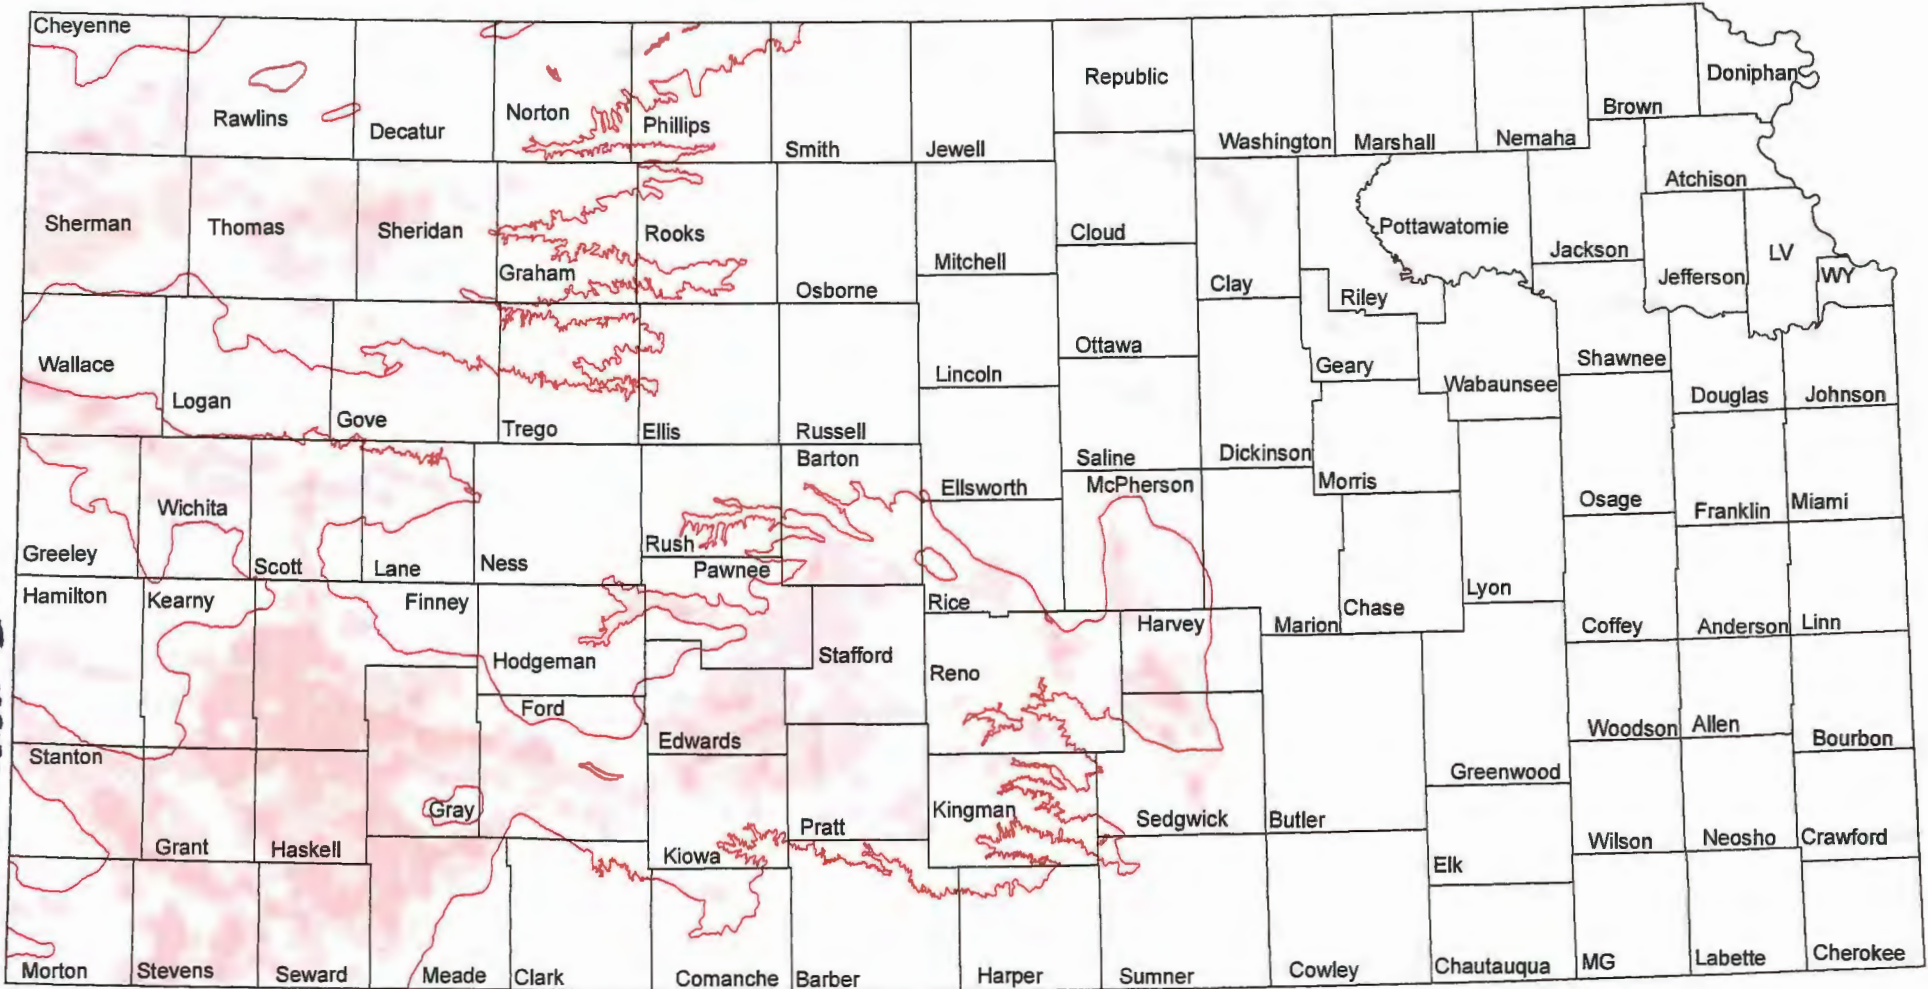 Cheyenne
Rawlins
Decatur
Norton
Phillips
Smith
Jewell
Republic
Washington
Marshall
Nemaha
Brown
Doniphan
Atchison
Sherman
Thomas
Sheridan
Graham
Rooks
Osborne
Mitchell
Cloud
Clay
Riley
Pottawatomie
Jackson
Jefferson
LV
WY
Wallace
Logan
Gove
Trego
Ellis
Russell
Lincoln
Ottawa
Geary
Wabaunsee
Shawnee
Douglas
Johnson
Greeley
Wichita
Scott
Lane
Ness
Rush
Barton
Ellsworth
Saline
Dickinson
Morris
Osage
Franklin
Miami
Pawnee
McPherson
Hamilton
Kearny
Finney
Hodgeman
Stafford
Rice
Reno
Harvey
Marion
Chase
Lyon
Coffey
Anderson
Linn
Stanton
Grant
Haskell
Gray
Ford
Edwards
Kiowa
Pratt
Kingman
Sedgwick
Butler
Greenwood
Woodson
Allen
Bourbon
Elk
Wilson
Neosho
Crawford
Morton
Stevens
Seward
Meade
Clark
Comanche
Barber
Harper
Sumner
Cowley
Chautauqua
MG
Labette
Cherokee